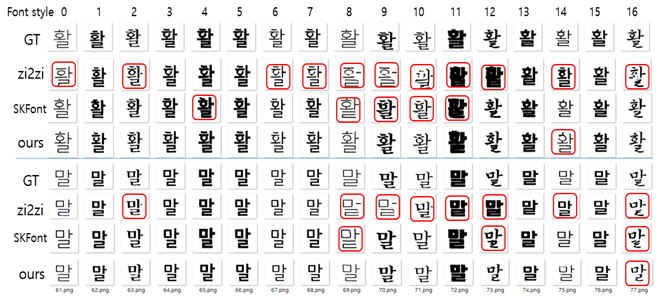 Font style 0 1 2 3 4 5 6 7 8 9 10 11 12 13 14 15 16
GT 활 활 활 활 활 활 활 활 활 활 활 활 활 활 활 활 활
zi2zi 활 활 활 활 활 활 활 활 활 활 활 활 활 활 활 활 활
SKFont 활 활 활 활 활 활 활 활 활 활 활 활 활 활 활 활 활
ours 활 활 활 활 활 활 활 활 활 활 활 활 활 활 활 활 활
GT 말 말 말 말 말 말 말 말 말 말 말 말 말 말 말 말 말
zi2zi 말 말 말 말 말 말 말 말 말 말 말 말 말 말 말 말 말
SKFont 말 말 말 말 말 말 말 말 말 말 말 말 말 말 말 말 말
ours 말 말 말 말 말 말 말 말 말 말 말 말 말 말 말 말 말
61.png 62.png 63.png 64.png 65.png 66.png 67.png 68.png 69.png 70.png 71.png 72.png 73.png 74.png 75.png 76.png 77.png